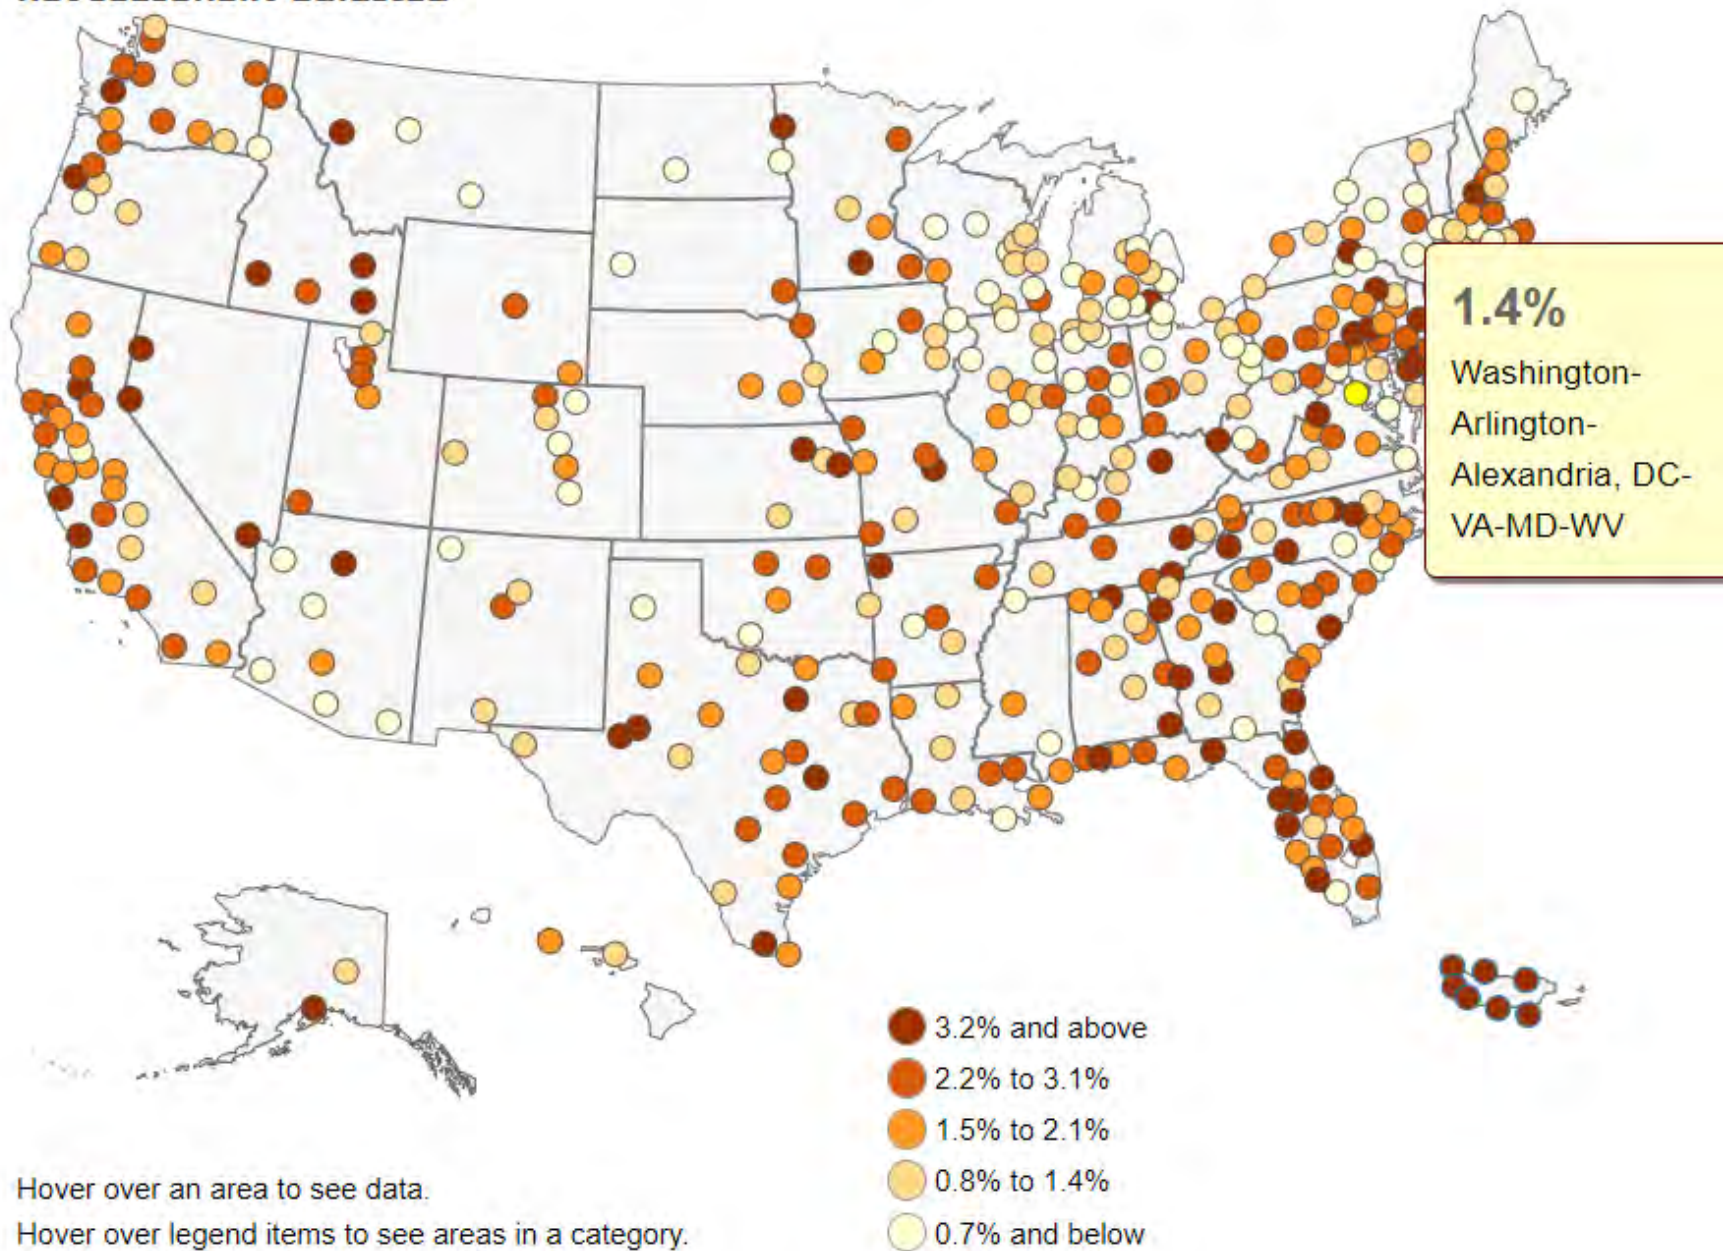 1.4%
Washington-
Arlington-
Alexandria, DC-
VA-MD-WV
3.2% and above
2.2% to 3.1%
1.5% to 2.1%
0.8% to 1.4%
0.7% and below
Hover over an area to see data.
Hover over legend items to see areas in a category.